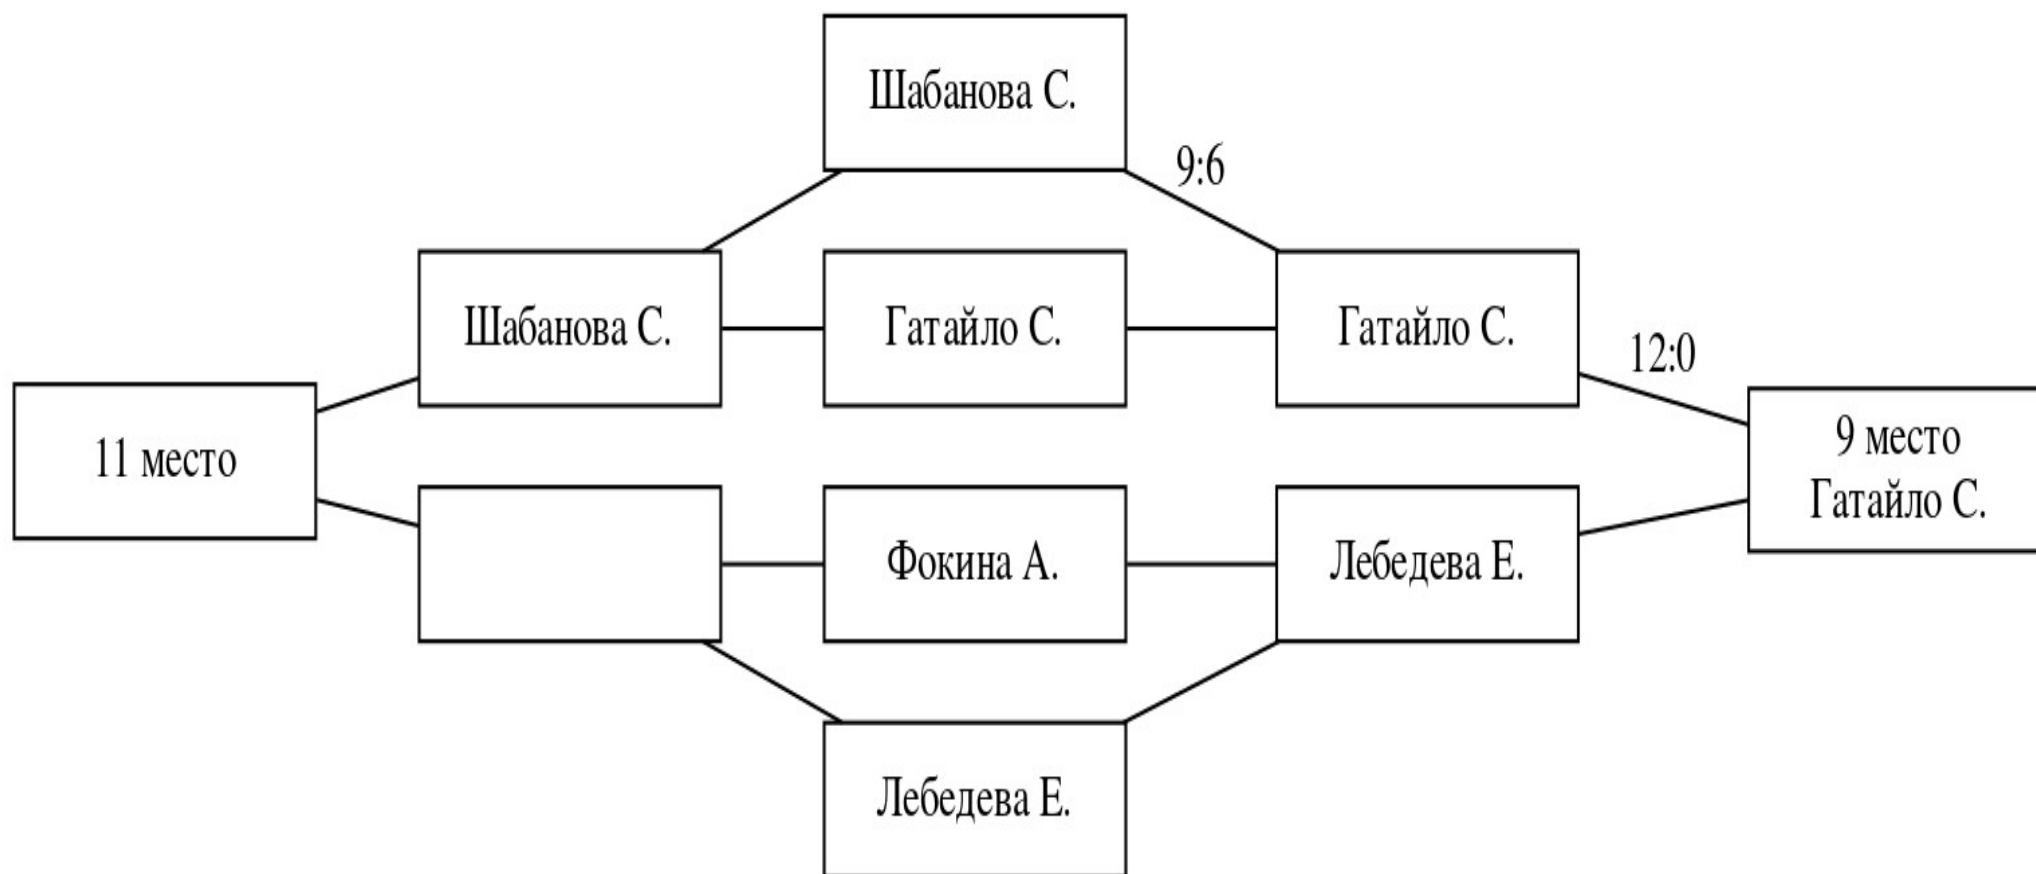 Шабанова С.
9:6
Шабанова С.
Гатайло С.
Гатайло С.
12:0
11 место
9 место
Гатайло С.
Фокина А.
Лебедева Е.
Лебедева Е.